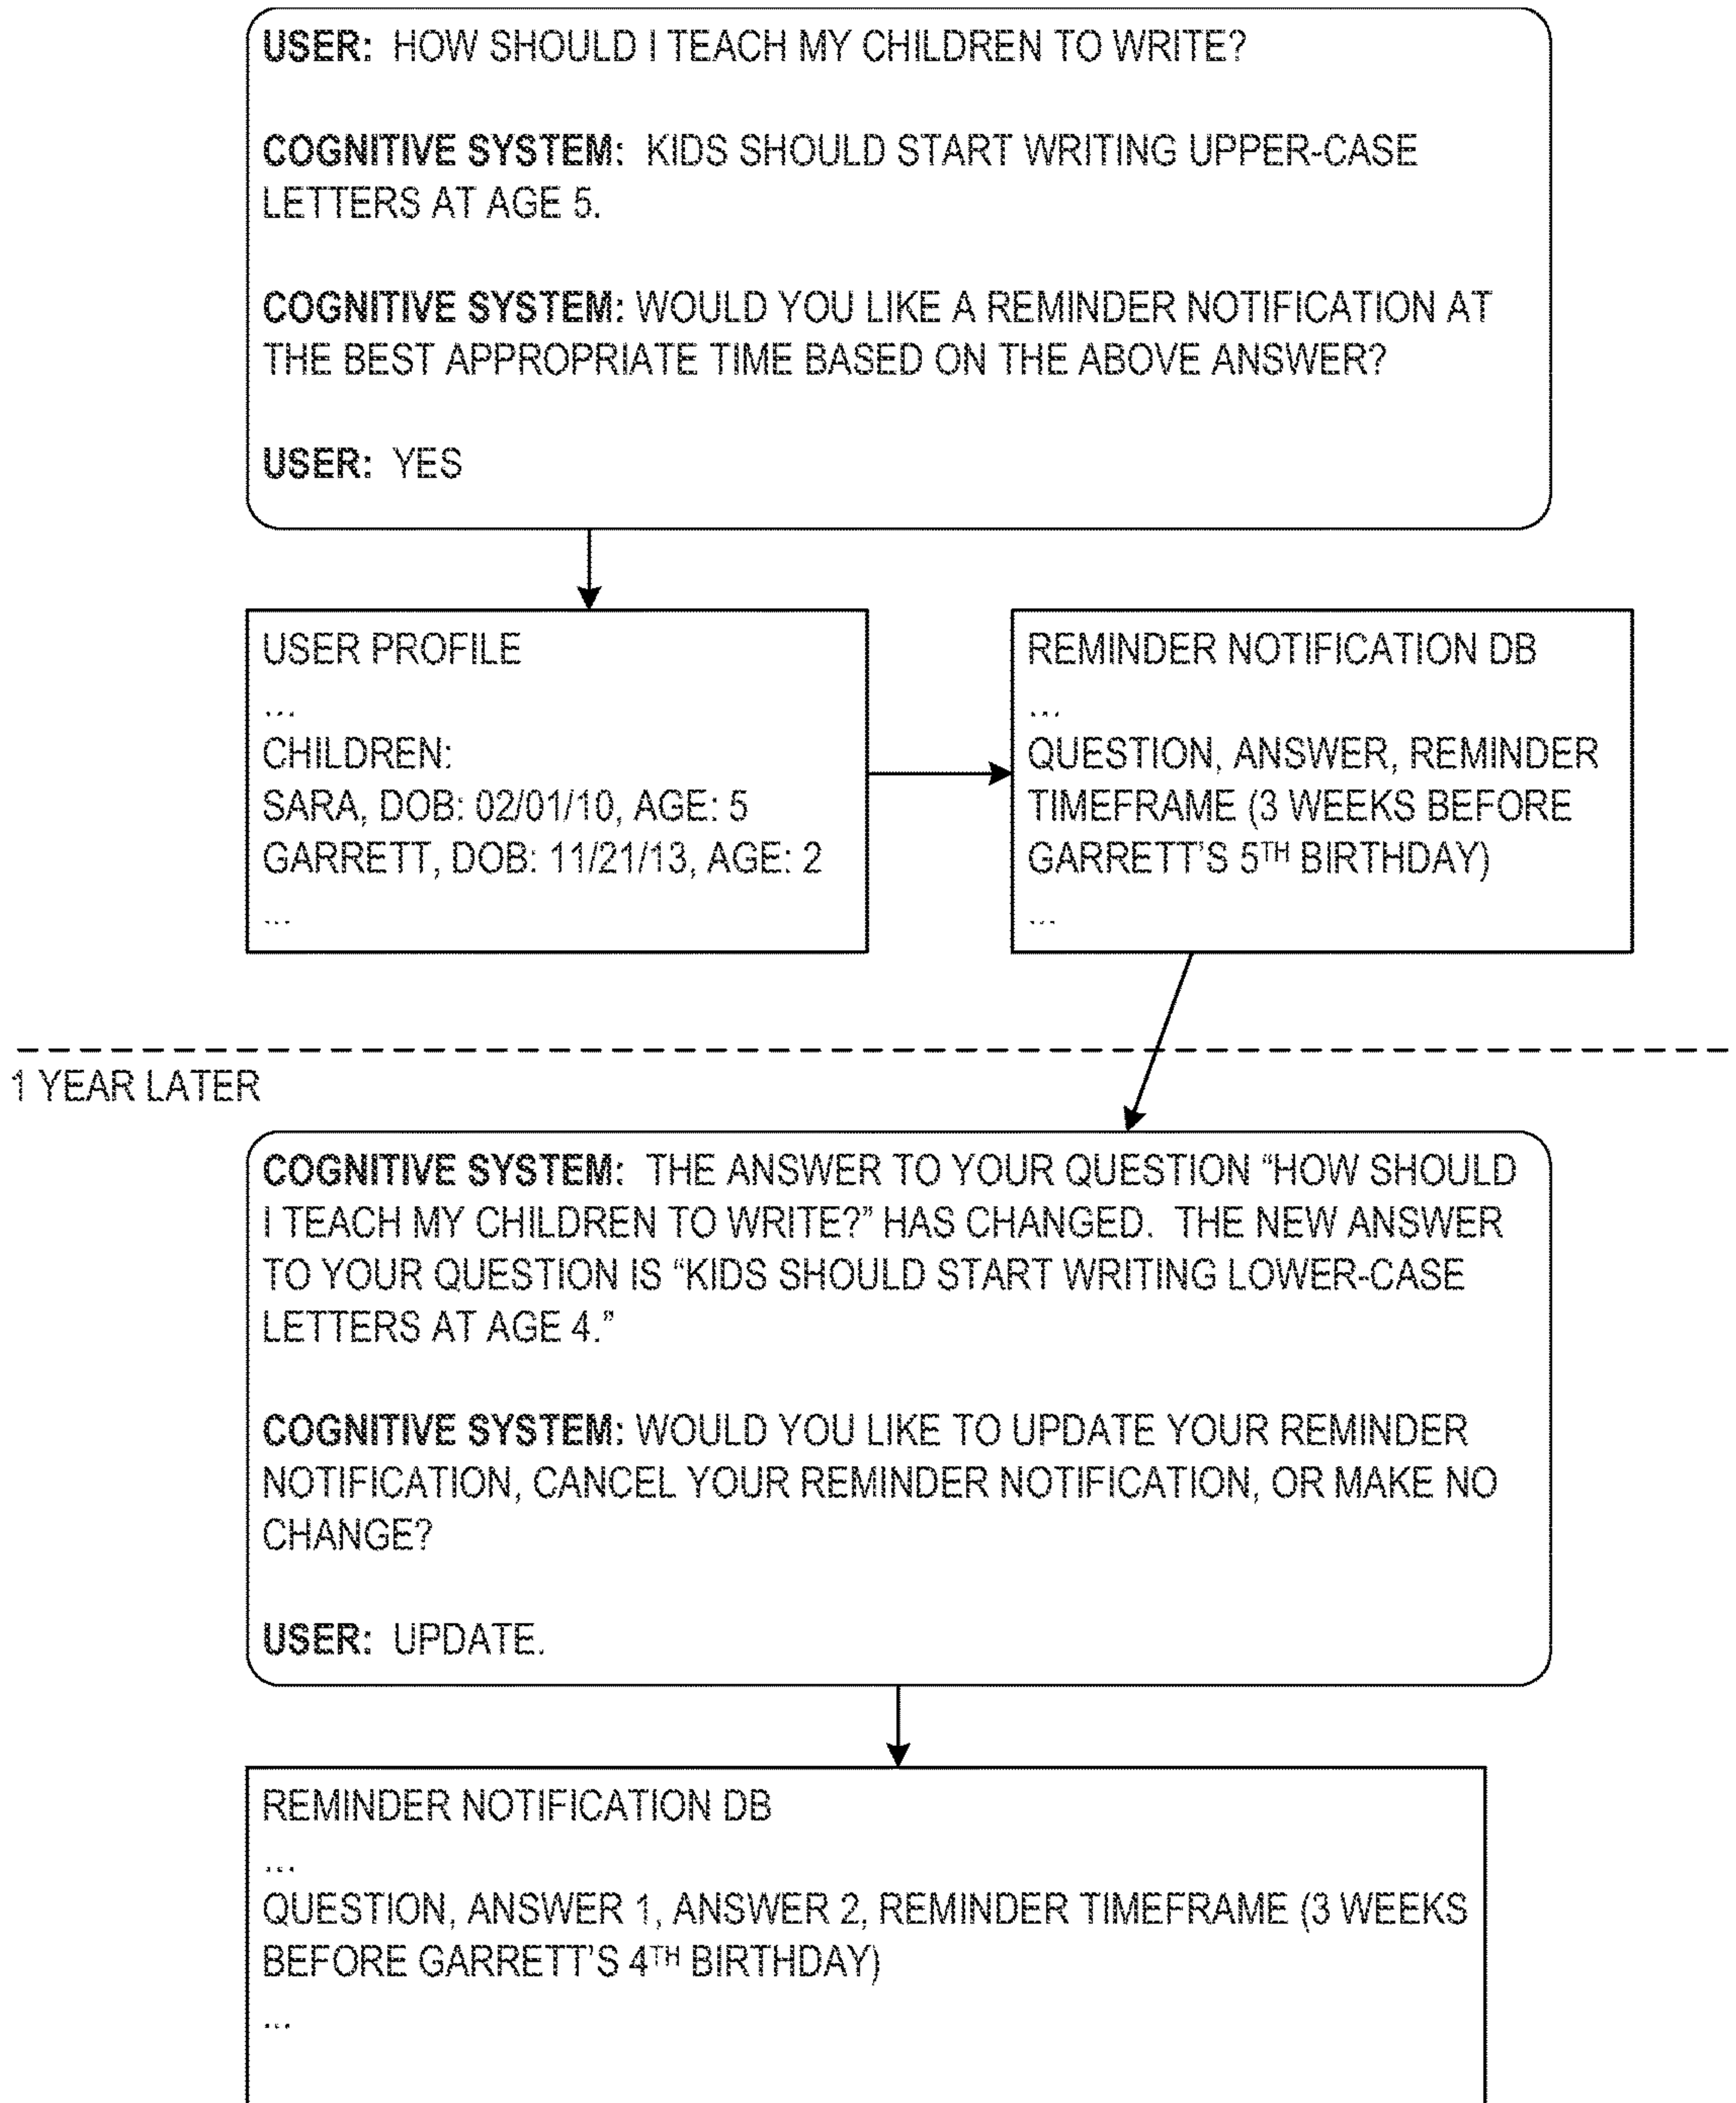 USER: HOW SHOULD I TEACH MY CHILDREN TO WRITE?
COGNITIVE SYSTEM: KIDS SHOULD START WRITING UPPER-CASE
LETTERS AT AGE 5.
COGNITIVE SYSTEM: WOULD YOU LIKE A REMINDER NOTIFICATION AT
THE BEST APPROPRIATE TIME BASED ON THE ABOVE ANSWER?
USER: YES
USER PROFILE
...
CHILDREN:
SARA, DOB: 02/01/10, AGE: 5
GARRETT, DOB: 11/21/13, AGE: 2
...
REMINDER NOTIFICATION DB
...
QUESTION, ANSWER, REMINDER
TIMEFRAME (3 WEEKS BEFORE
GARRETT'S 5TH BIRTHDAY)
...
1 YEAR LATER
COGNITIVE SYSTEM: THE ANSWER TO YOUR QUESTION “HOW SHOULD
I TEACH MY CHILDREN TO WRITE?” HAS CHANGED. THE NEW ANSWER
TO YOUR QUESTION IS “KIDS SHOULD START WRITING LOWER-CASE
LETTERS AT AGE 4.”
COGNITIVE SYSTEM: WOULD YOU LIKE TO UPDATE YOUR REMINDER
NOTIFICATION, CANCEL YOUR REMINDER NOTIFICATION, OR MAKE NO
CHANGE?
USER: UPDATE.
REMINDER NOTIFICATION DB
...
QUESTION, ANSWER 1, ANSWER 2, REMINDER TIMEFRAME (3 WEEKS
BEFORE GARRETT'S 4TH BIRTHDAY)
...